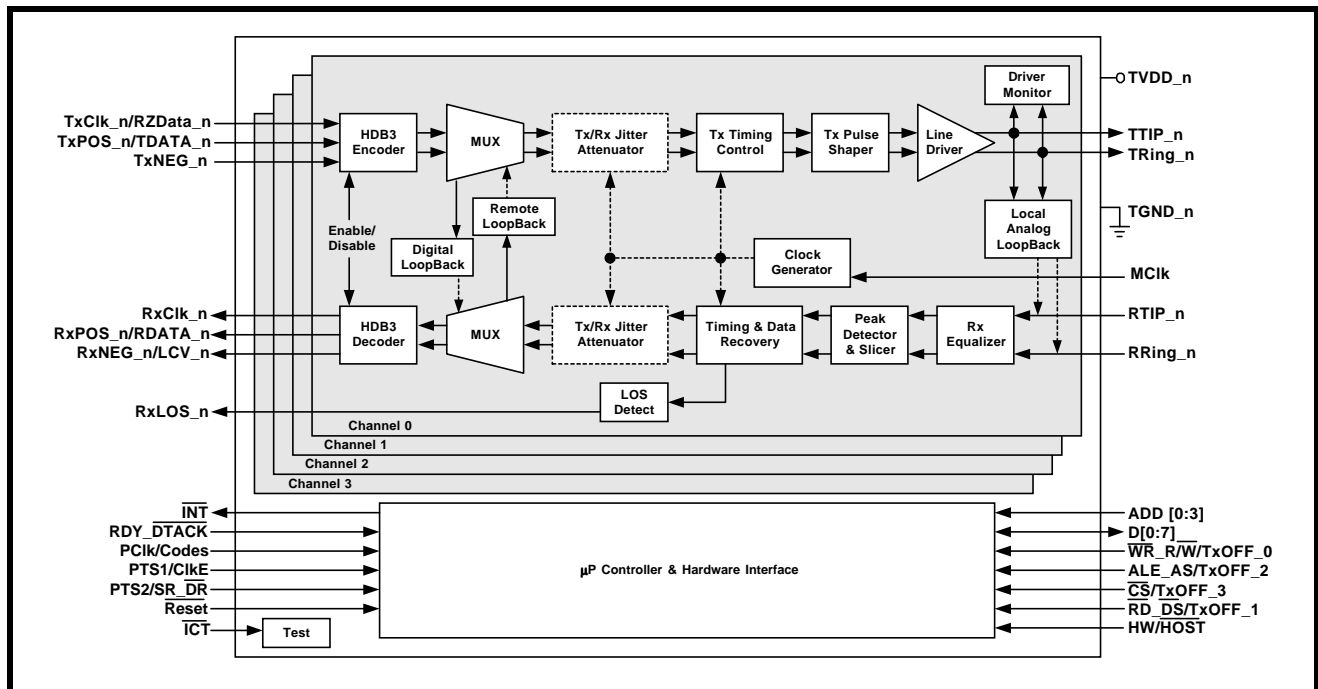 Driver
Monitor
TVDD_n
TxClk_n/RZData_n
TxPOS_n/TDATA_n
TxNEG_n
HDB3
Encoder
MUX
Tx/Rx Jitter
Attenuator
Tx Timing
Control
Tx Pulse
Shaper
Line
Driver
TTIP_n
TRing_n
Enable/
Disable
Remote
LoopBack
Digital
LoopBack
Local
Analog
LoopBack
TGND_n
Clock
Generator
MClk
RxClk_n
RxPOS_n/RDATA_n
RxNEG_n/LCV_n
HDB3
Decoder
MUX
Tx/Rx Jitter
Attenuator
Timing & Data
Recovery
Peak
Detector
& Slicer
Rx
Equalizer
RTIP_n
RRing_n
RxLOS_n
LOS
Detect
Channel 0
Channel 1
Channel 2
Channel 3
INT
RDY_DTACK
PClk/Codes
PTS1/ClkE
PTS2/SR_DR
Reset
ICT
Test
µP Controller & Hardware Interface
ADD [0:3]
D[0:7]
WR_R/W/TxOFF_0
ALE_AS/TxOFF_2
CS/TxOFF_3
RD_DS/TxOFF_1
HW/HOST